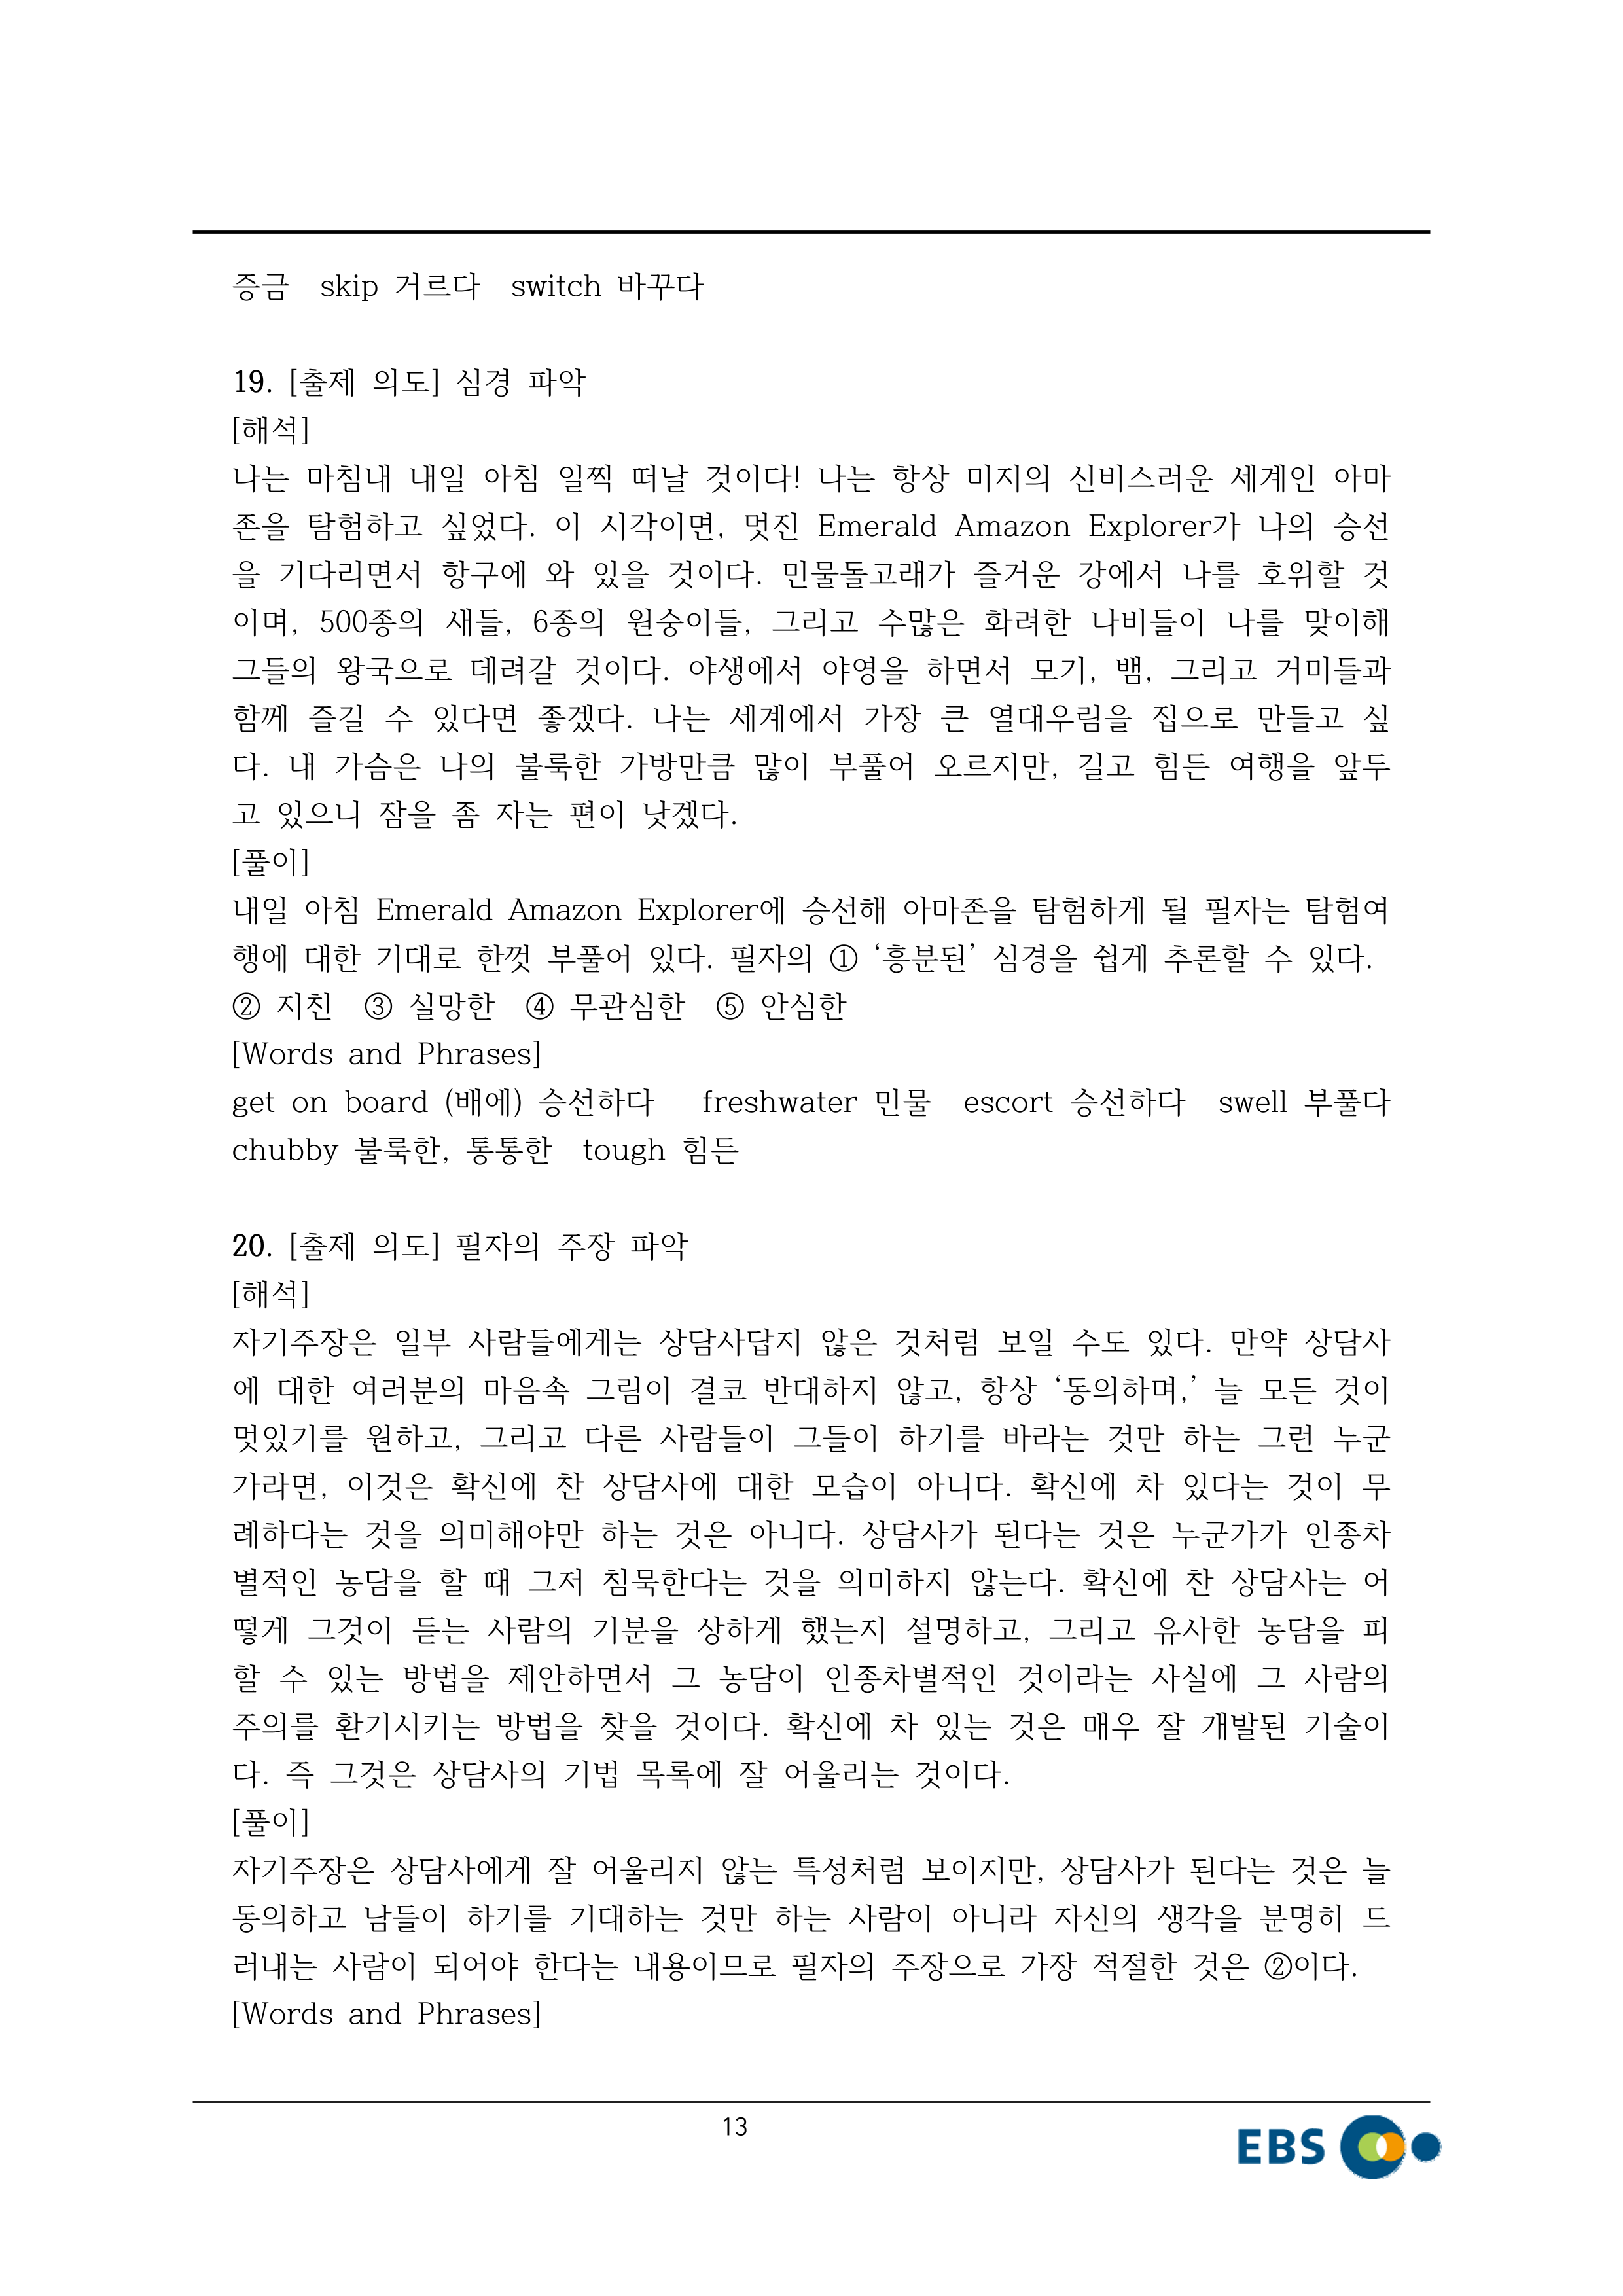 증금  skip 거르다  switch 바꾸다
19. [출제 의도] 심경 파악
[해석]
나는 마침내 내일 아침 일찍 떠날 것이다! 나는 항상 미지의 신비스러운 세계인 아마
존을 탐험하고 싶었다. 이 시각이면, 멋진 Emerald Amazon Explorer가 나의 승선
을 기다리면서 항구에 와 있을 것이다. 민물돌고래가 즐거운 강에서 나를 호위할 것
이며, 500종의 새들, 6종의 원숭이들, 그리고 수많은 화려한 나비들이 나를 맞이해
그들의 왕국으로 데려갈 것이다. 야생에서 야영을 하면서 모기, 뱀, 그리고 거미들과
함께 즐길 수 있다면 좋겠다. 나는 세계에서 가장 큰 열대우림을 집으로 만들고 싶
다. 내 가슴은 나의 불룩한 가방만큼 많이 부풀어 오르지만, 길고 힘든 여행을 앞두
고 있으니 잠을 좀 자는 편이 낫겠다.
[풀이]
내일 아침 Emerald Amazon Explorer에 승선해 아마존을 탐험하게 될 필자는 탐험여
행에 대한 기대로 한껏 부풀어 있다. 필자의 ① ‘흥분된’ 심경을 쉽게 추론할 수 있다.
② 지친  ③ 실망한  ④ 무관심한  ⑤ 안심한
[Words and Phrases]
get on board (배에) 승선하다   freshwater 민물  escort 승선하다  swell 부풀다
chubby 불룩한, 통통한  tough 힘든
20. [출제 의도] 필자의 주장 파악
[해석]
자기주장은 일부 사람들에게는 상담사답지 않은 것처럼 보일 수도 있다. 만약 상담사
에 대한 여러분의 마음속 그림이 결코 반대하지 않고, 항상 ‘동의하며,’ 늘 모든 것이
멋있기를 원하고, 그리고 다른 사람들이 그들이 하기를 바라는 것만 하는 그런 누군
가라면, 이것은 확신에 찬 상담사에 대한 모습이 아니다. 확신에 차 있다는 것이 무
례하다는 것을 의미해야만 하는 것은 아니다. 상담사가 된다는 것은 누군가가 인종차
별적인 농담을 할 때 그저 침묵한다는 것을 의미하지 않는다. 확신에 찬 상담사는 어
떻게 그것이 듣는 사람의 기분을 상하게 했는지 설명하고, 그리고 유사한 농담을 피
할 수 있는 방법을 제안하면서 그 농담이 인종차별적인 것이라는 사실에 그 사람의
주의를 환기시키는 방법을 찾을 것이다. 확신에 차 있는 것은 매우 잘 개발된 기술이
다. 즉 그것은 상담사의 기법 목록에 잘 어울리는 것이다.
[풀이]
자기주장은 상담사에게 잘 어울리지 않는 특성처럼 보이지만, 상담사가 된다는 것은 늘
동의하고 남들이 하기를 기대하는 것만 하는 사람이 아니라 자신의 생각을 분명히 드
러내는 사람이 되어야 한다는 내용이므로 필자의 주장으로 가장 적절한 것은 ②이다.
[Words and Phrases]
13
EBS